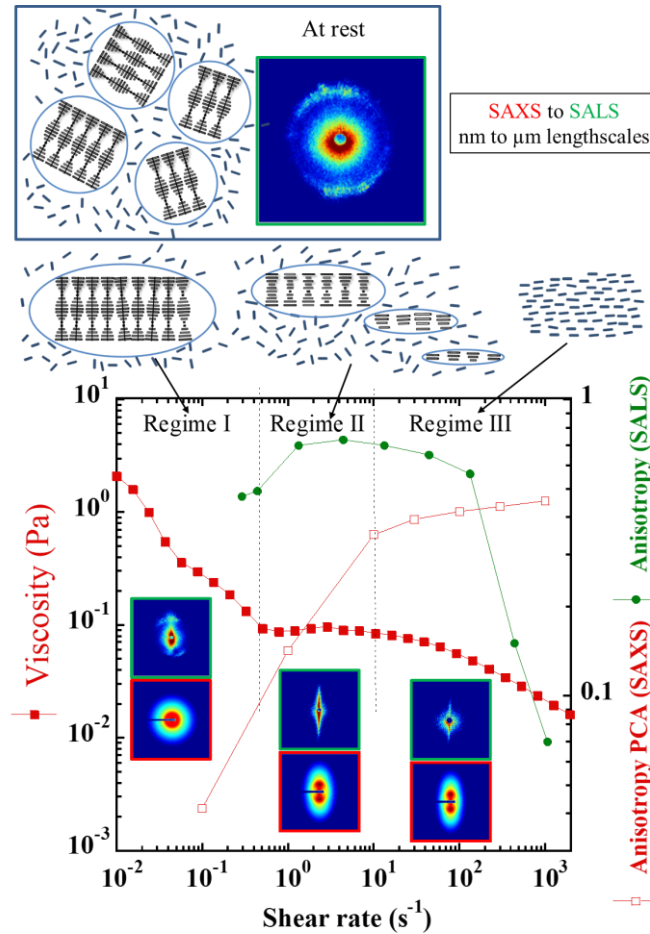 At rest
SAXS to SALS
nm to µm lengthscales
Regime I
Regime II
Regime III
10¹
10⁰
10⁻¹
10⁻²
10⁻³
Viscosity (Pa)
1
0.1
Anisotropy (SALS)
Anisotropy PCA (SAXS)
10⁻²
10⁻¹
10⁰
10¹
10²
10³
Shear rate (s⁻¹)